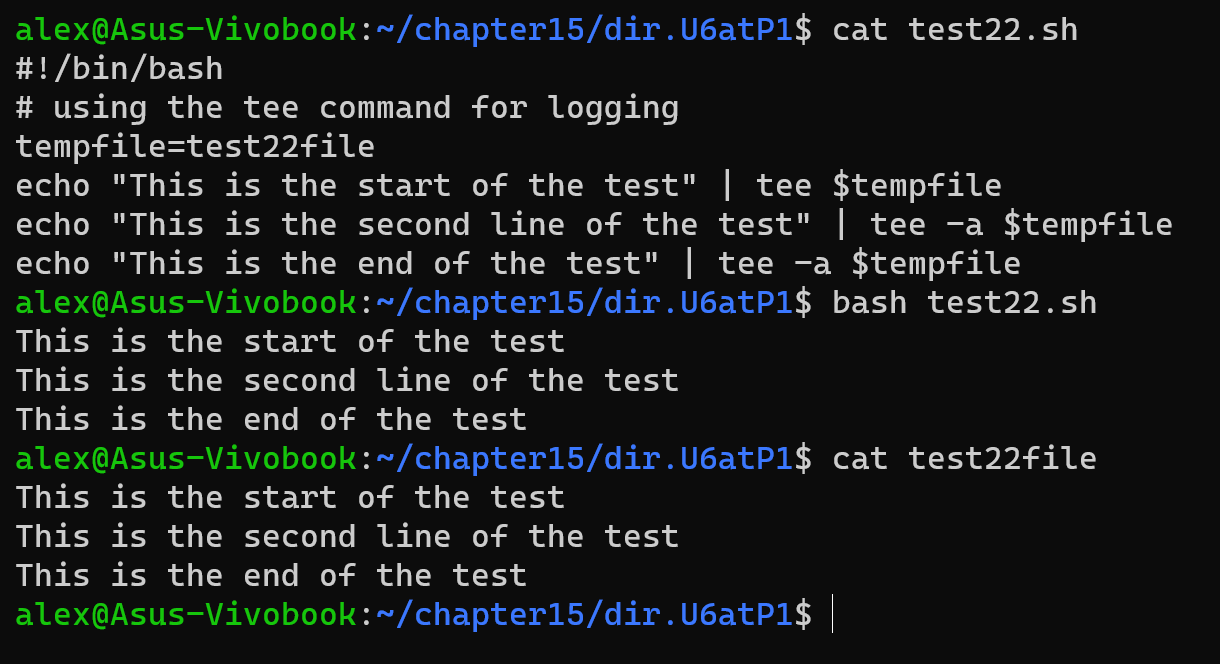 alex@Asus-Vivobook:~/chapter15/dir.U6atP1$ cat test22.sh
#!/bin/bash
# using the tee command for logging
tempfile=test22file
echo "This is the start of the test" | tee $tempfile
echo "This is the second line of the test" | tee -a $tempfile
echo "This is the end of the test" | tee -a $tempfile
alex@Asus-Vivobook:~/chapter15/dir.U6atP1$ bash test22.sh
This is the start of the test
This is the second line of the test
This is the end of the test
alex@Asus-Vivobook:~/chapter15/dir.U6atP1$ cat test22file
This is the start of the test
This is the second line of the test
This is the end of the test
alex@Asus-Vivobook:~/chapter15/dir.U6atP1$